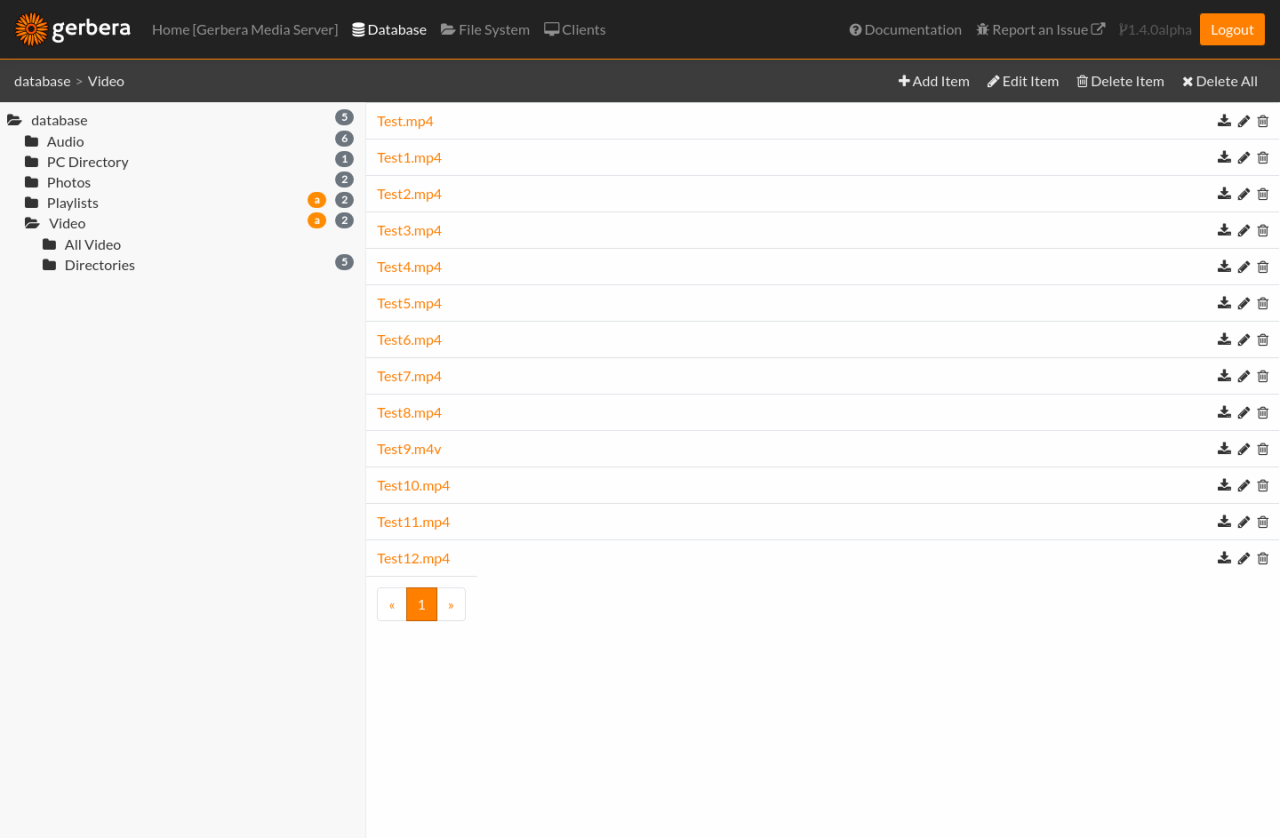 gerbera Home [Gerbera Media Server] Database File System Clients Documentation Report an Issue 1.4.0alpha Logout
database > Video Add Item Edit Item Delete Item Delete All
database 5
Audio 6
PC Directory 1
Photos 2
Playlists a 2
Video a 2
All Video
Directories 5
Test.mp4
Test1.mp4
Test2.mp4
Test3.mp4
Test4.mp4
Test5.mp4
Test6.mp4
Test7.mp4
Test8.mp4
Test9.m4v
Test10.mp4
Test11.mp4
Test12.mp4
« 1 »